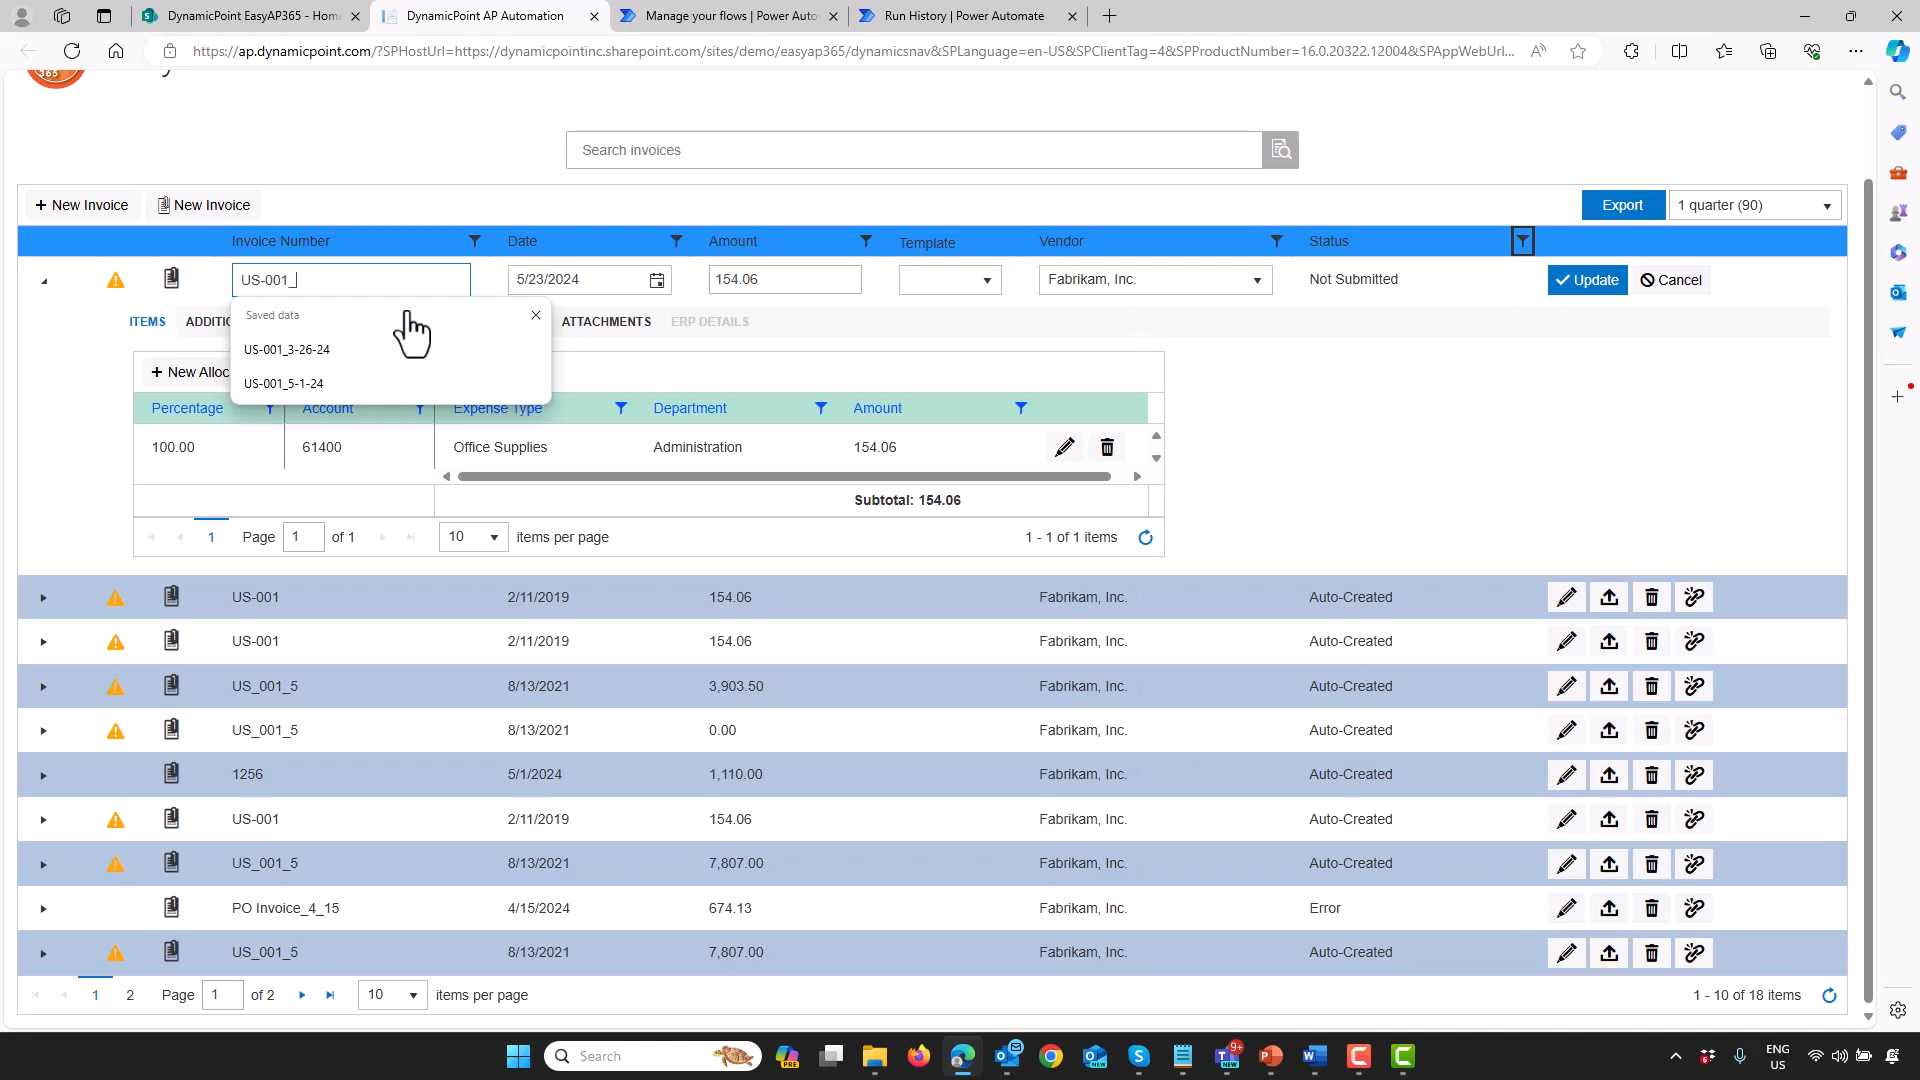 DynamicPoint EasyAP365 - Home
DynamicPoint AP Automation
Manage your flows | Power Auto
Run History | Power Automate
https://ap.dynamicpoint.com/?SPHostUrl=https://dynamicpointinc.sharepoint.com/sites/demo/easyap365/dynamicsnav&SPLanguage=en-US&SPClientTag=4&SPProductNumber=16.0.20322.12004&SPAppWebUrl...
365
Search invoices
+ New Invoice New Invoice Export 1 quarter (90)
Invoice Number Date Amount Template Vendor Status
US-001_ 5/23/2024 154.06 Fabrikam, Inc. Not Submitted Update Cancel
Saved data
US-001_3-26-24
US-001_5-1-24
ITEMS ADDITIO ATTACHMENTS ERP DETAILS
+ New Alloc
Percentage Account Expense Type Department Amount
100.00 61400 Office Supplies Administration 154.06
Subtotal: 154.06
1 Page 1 of 1 10 items per page 1 - 1 of 1 items
US-001 2/11/2019 154.06 Fabrikam, Inc. Auto-Created
US-001 2/11/2019 154.06 Fabrikam, Inc. Auto-Created
US_001_5 8/13/2021 3,903.50 Fabrikam, Inc. Auto-Created
US_001_5 8/13/2021 0.00 Fabrikam, Inc. Auto-Created
1256 5/1/2024 1,110.00 Fabrikam, Inc. Auto-Created
US-001 2/11/2019 154.06 Fabrikam, Inc. Auto-Created
US_001_5 8/13/2021 7,807.00 Fabrikam, Inc. Auto-Created
PO Invoice_4_15 4/15/2024 674.13 Fabrikam, Inc. Error
US_001_5 8/13/2021 7,807.00 Fabrikam, Inc. Auto-Created
1 2 Page 1 of 2 10 items per page 1 - 10 of 18 items
Search
PRE
NEW
9+
NEW
6
ENG
US